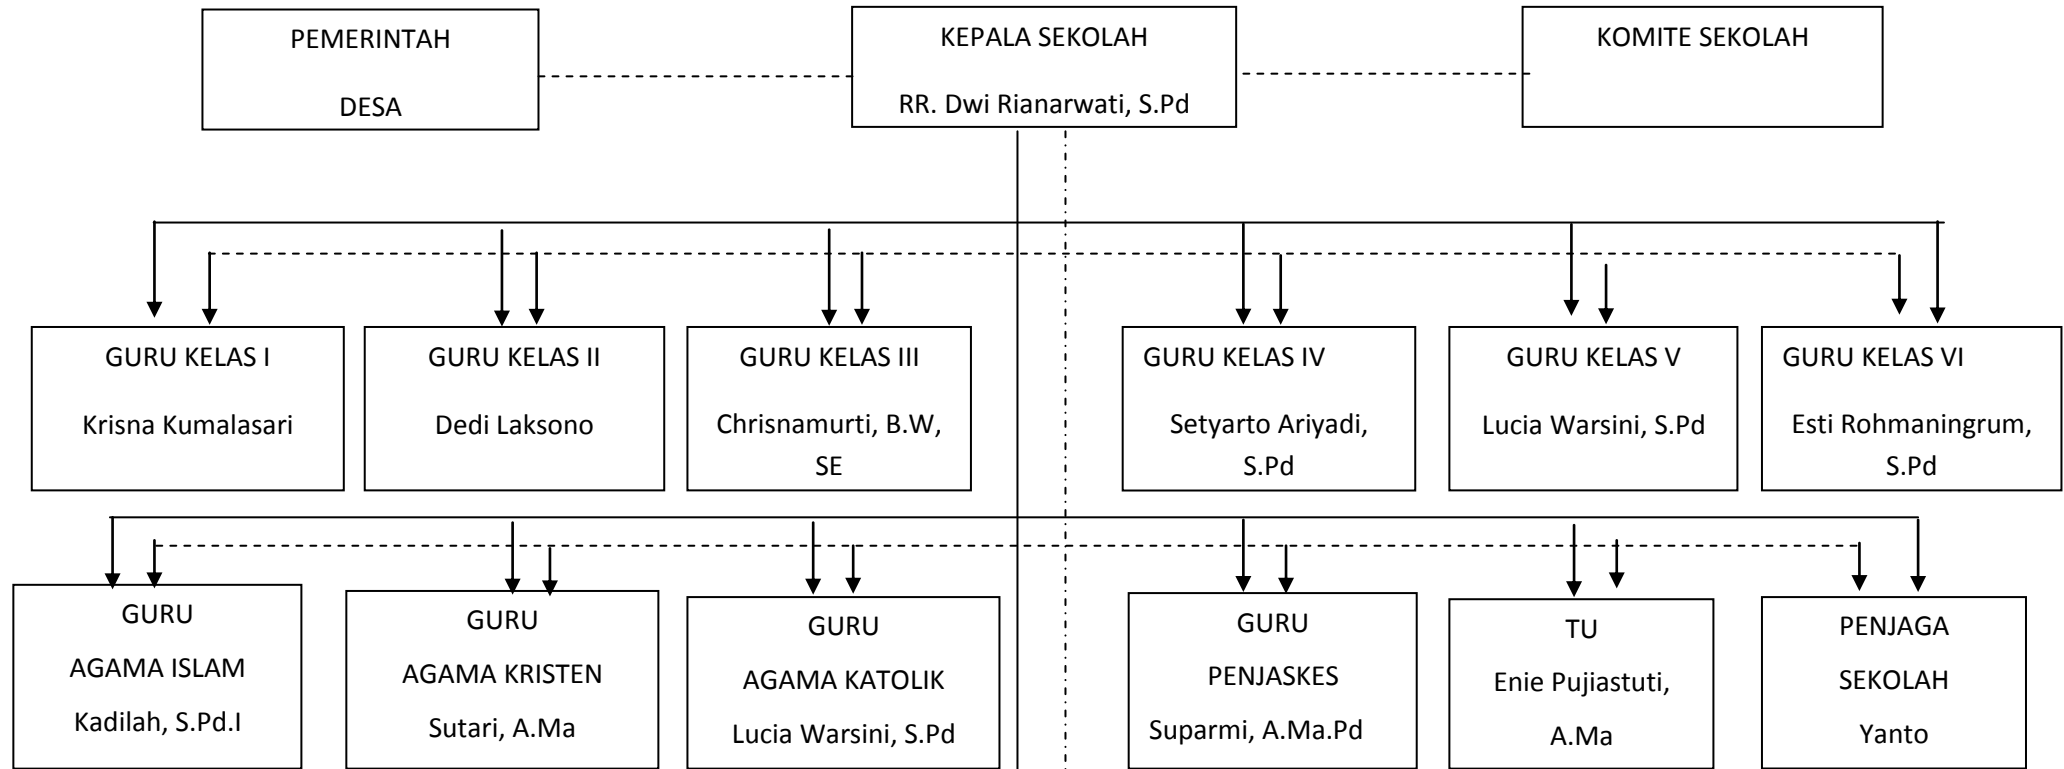 PEMERINTAH
DESA
KEPALA SEKOLAH
RR. Dwi Rianarwati, S.Pd
KOMITE SEKOLAH
GURU KELAS I
Krisna Kumalasari
GURU KELAS II
Dedi Laksono
GURU KELAS III
Chrisnamurti, B.W,
SE
GURU KELAS IV
Setyarto Ariyadi,
S.Pd
GURU KELAS V
Lucia Warsini, S.Pd
GURU KELAS VI
Esti Rohmaningrum,
S.Pd
GURU
AGAMA ISLAM
Kadilah, S.Pd.I
GURU
AGAMA KRISTEN
Sutari, A.Ma
GURU
AGAMA KATOLIK
Lucia Warsini, S.Pd
GURU
PENJASKES
Suparmi, A.Ma.Pd
TU
Enie Pujiastuti,
A.Ma
PENJAGA
SEKOLAH
Yanto